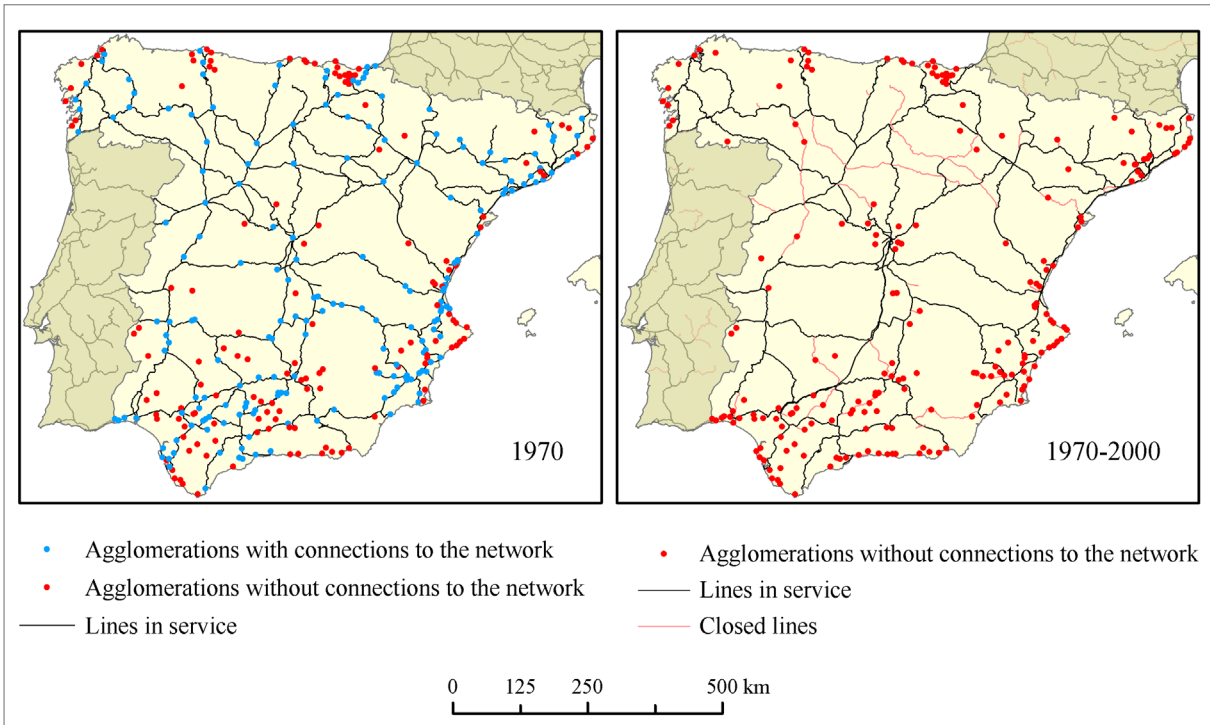 1970
1970-2000
Agglomerations with connections to the network
Agglomerations without connections to the network
Lines in service
Agglomerations without connections to the network
Lines in service
Closed lines
0 125 250 500 km